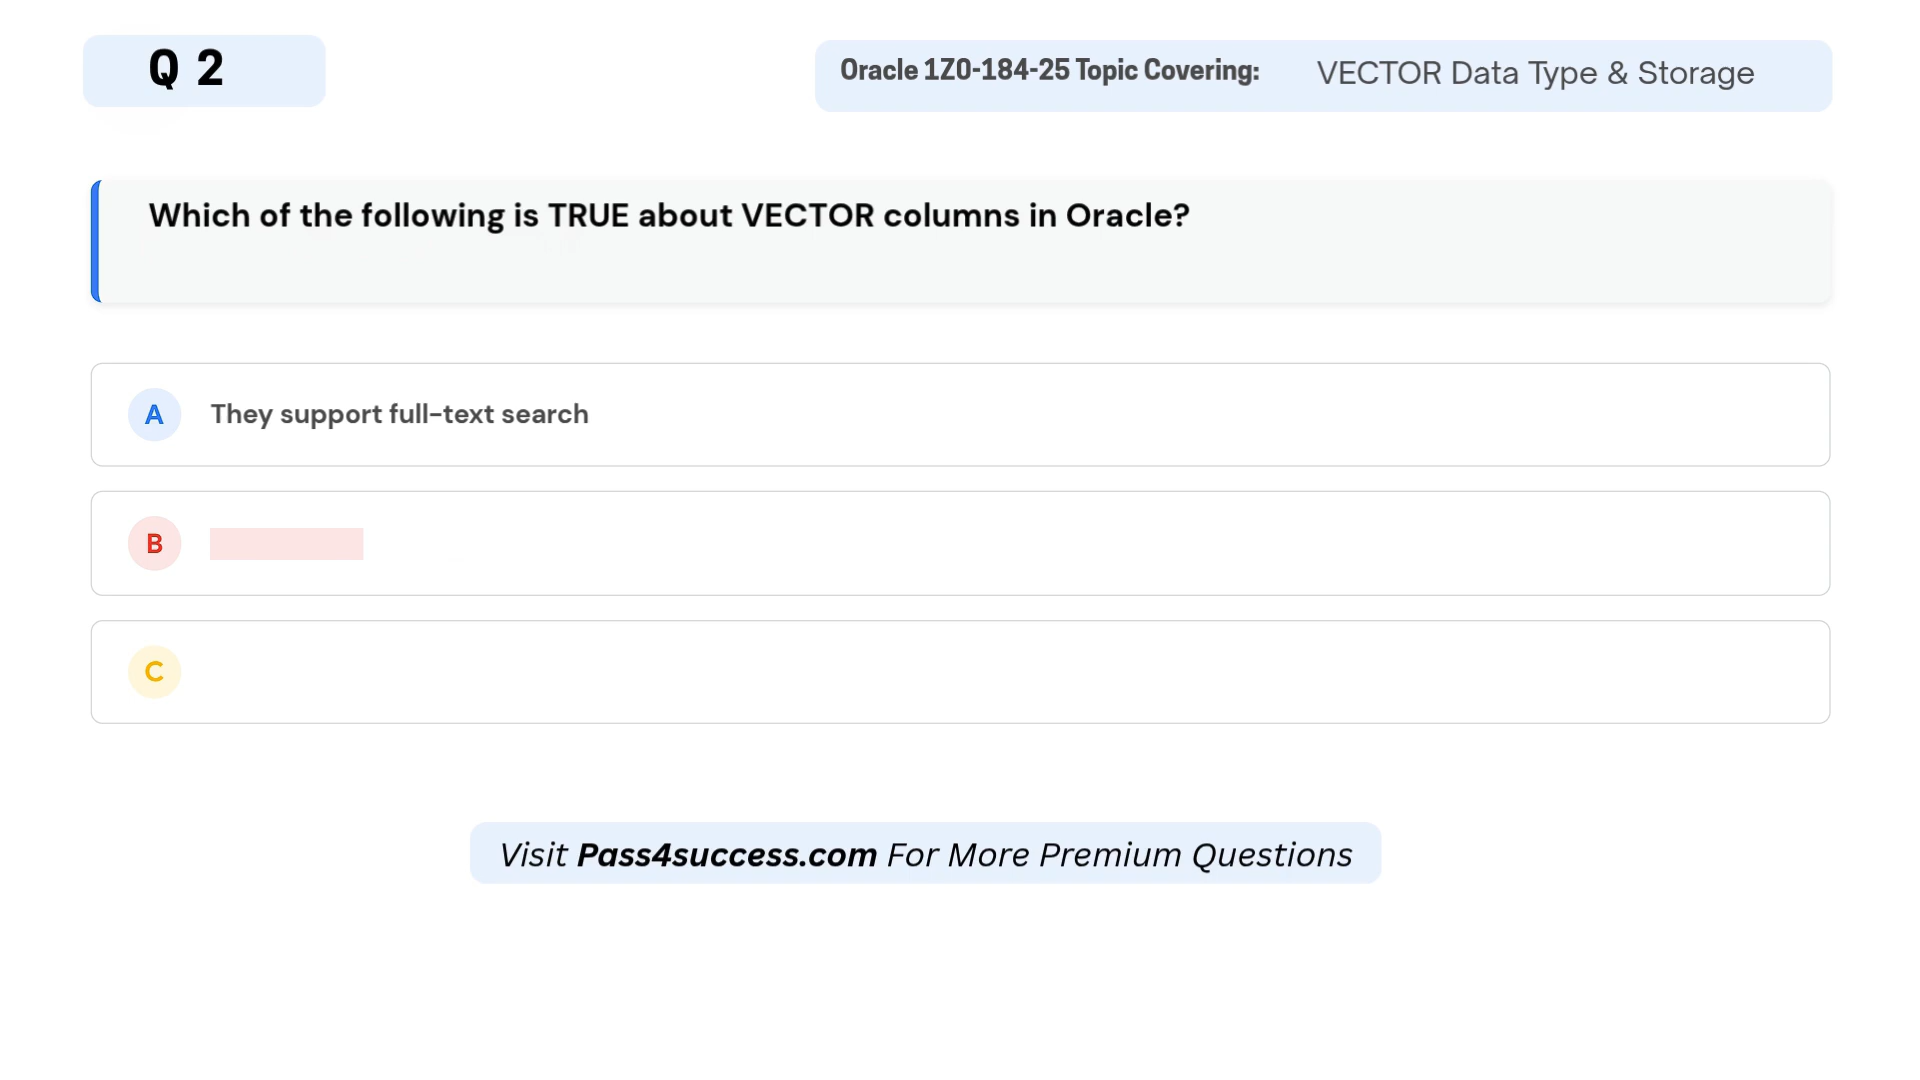 Q 2
Oracle 1Z0-184-25 Topic Covering: VECTOR Data Type & Storage
Which of the following is TRUE about VECTOR columns in Oracle?
A They support full-text search
B
C
Visit Pass4success.com For More Premium Questions